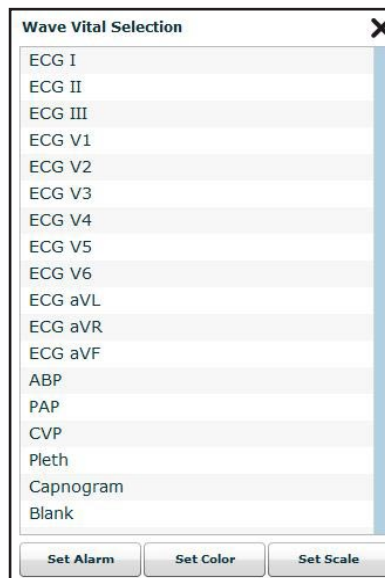 Wave Vital Selection
ECG I
ECG II
ECG III
ECG V1
ECG V2
ECG V3
ECG V4
ECG V5
ECG V6
ECG aVL
ECG aVR
ECG aVF
ABP
PAP
CVP
Pleth
Capnogram
Blank
Set Alarm Set Color Set Scale